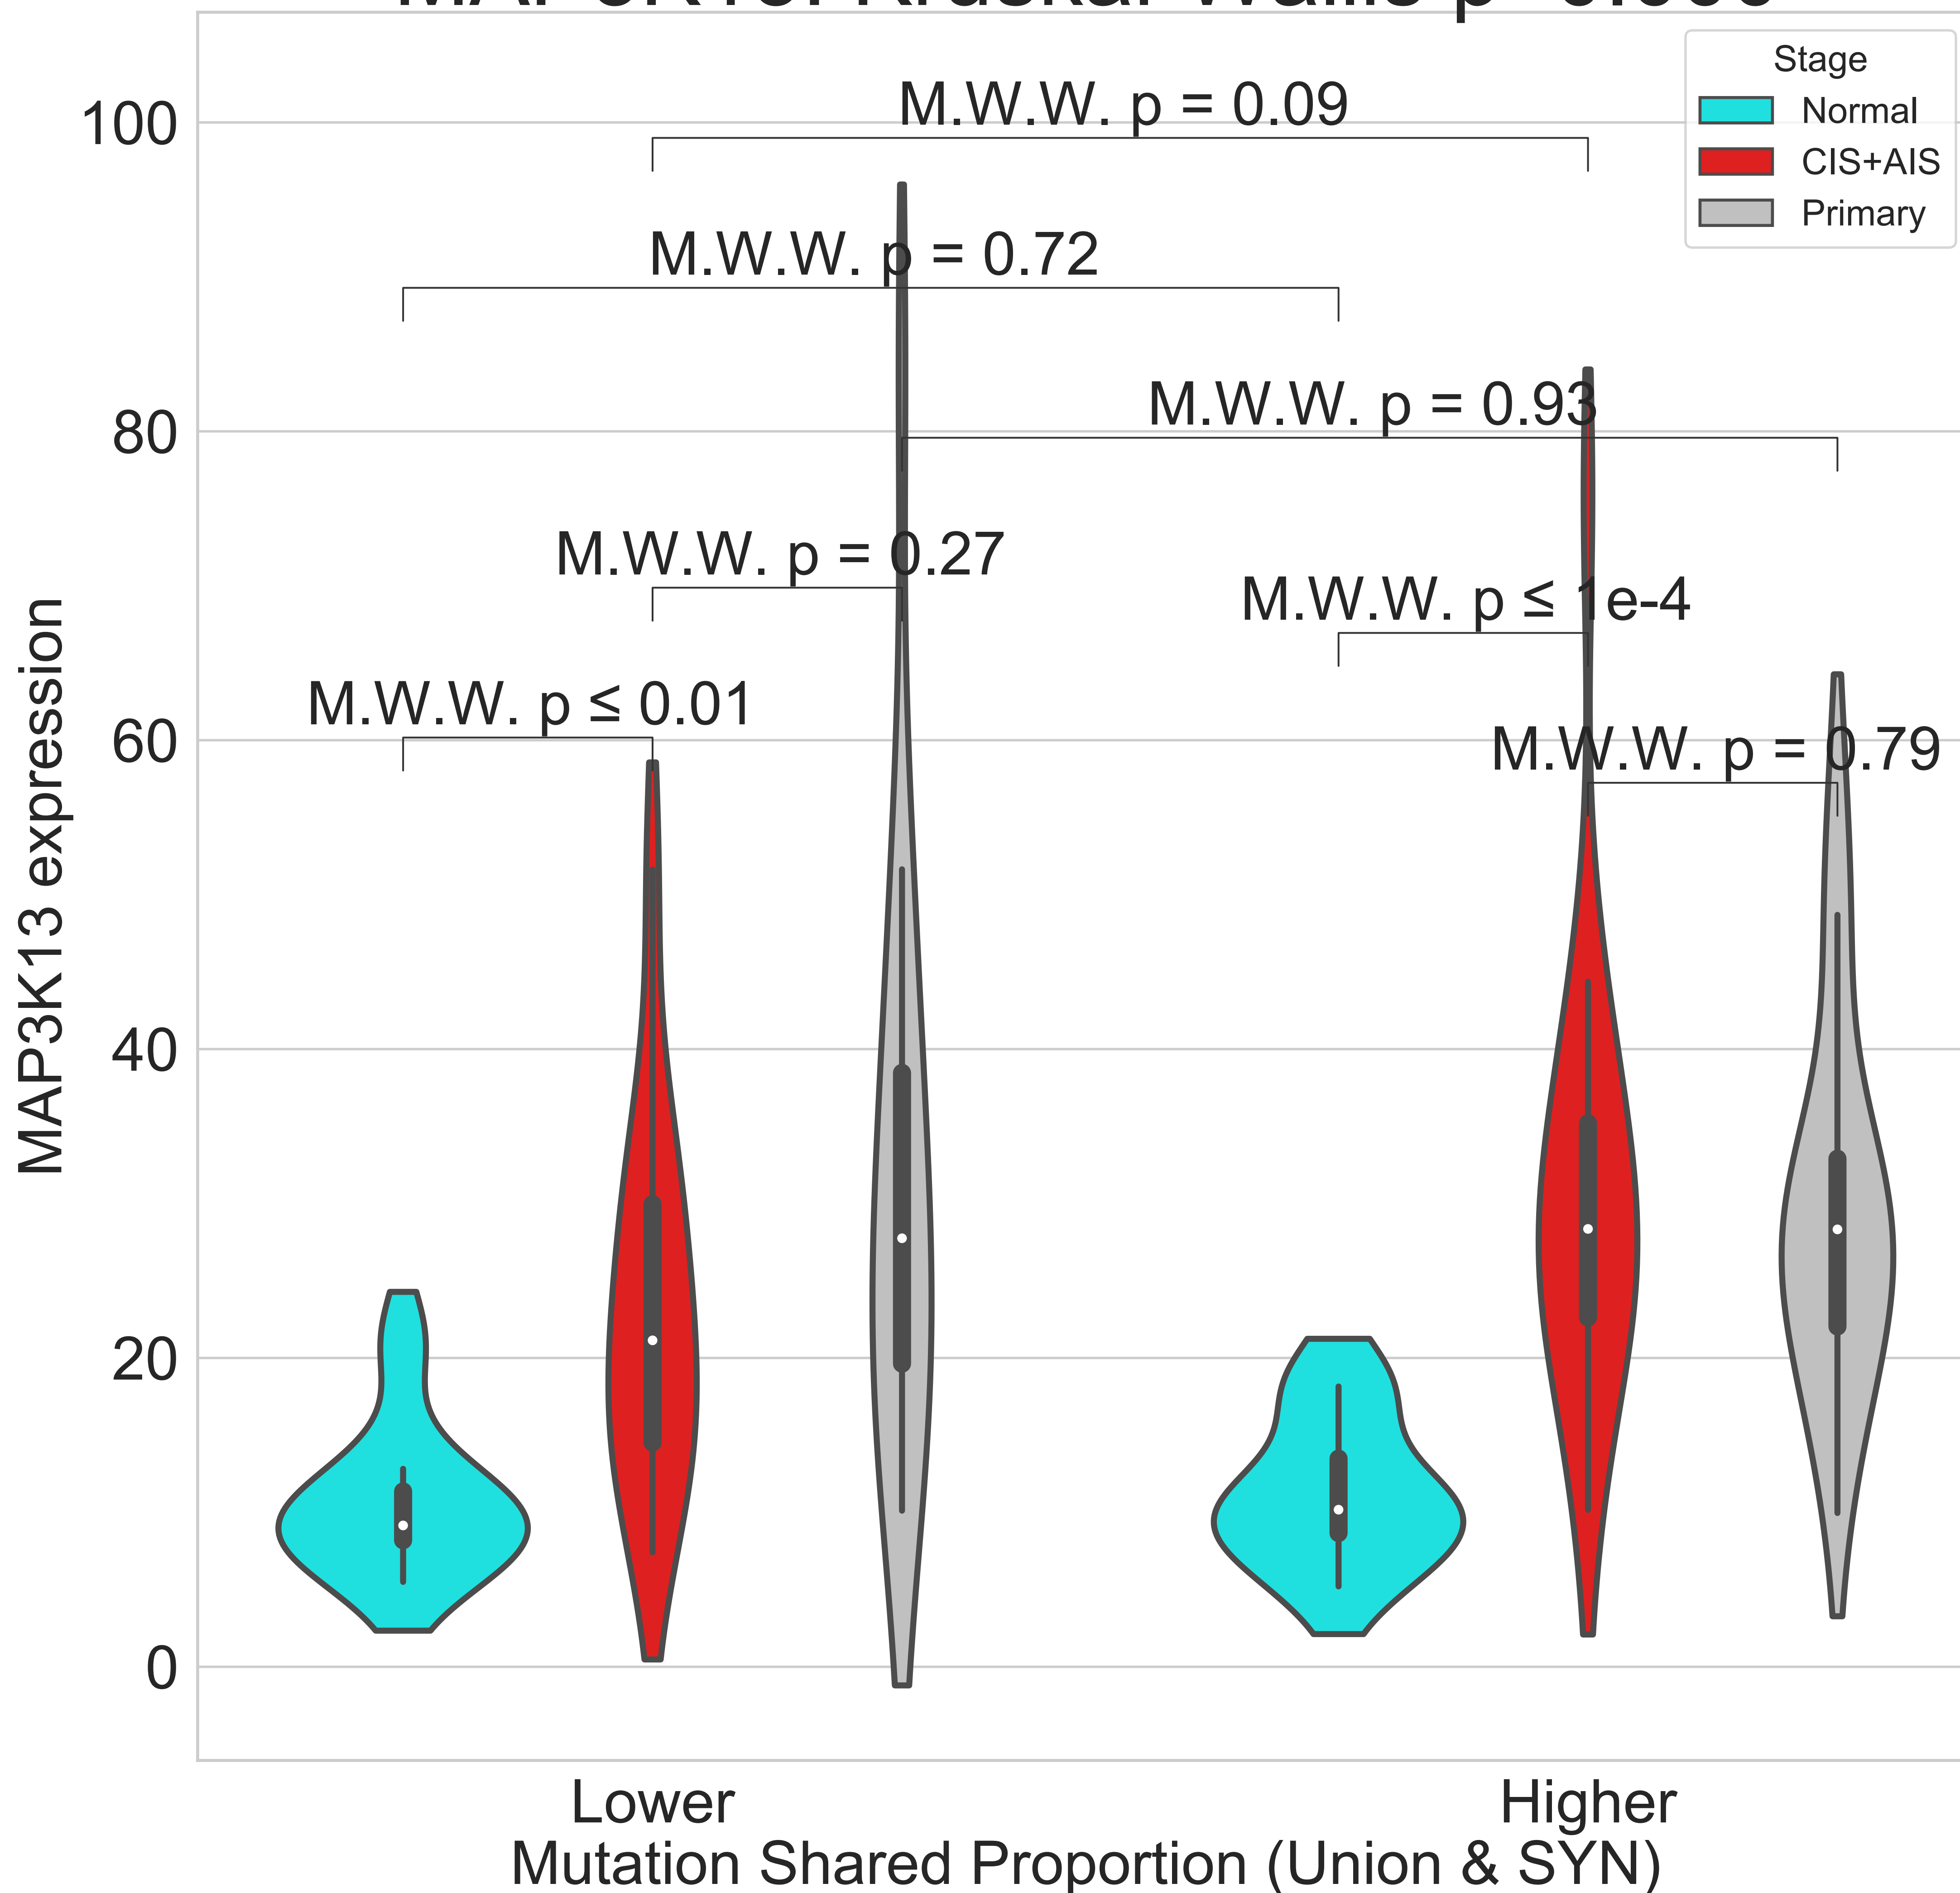 Stage
Normal
CIS+AIS
Primary
M.W.W. p = 0.09
M.W.W. p = 0.72
M.W.W. p = 0.93
M.W.W. p = 0.27
M.W.W. p ≤ 1e-4
M.W.W. p ≤ 0.01
M.W.W. p = 0.79
100
80
60
40
20
0
MAP3K13 expression
Lower
Higher
Mutation Shared Proportion (Union & SYN)